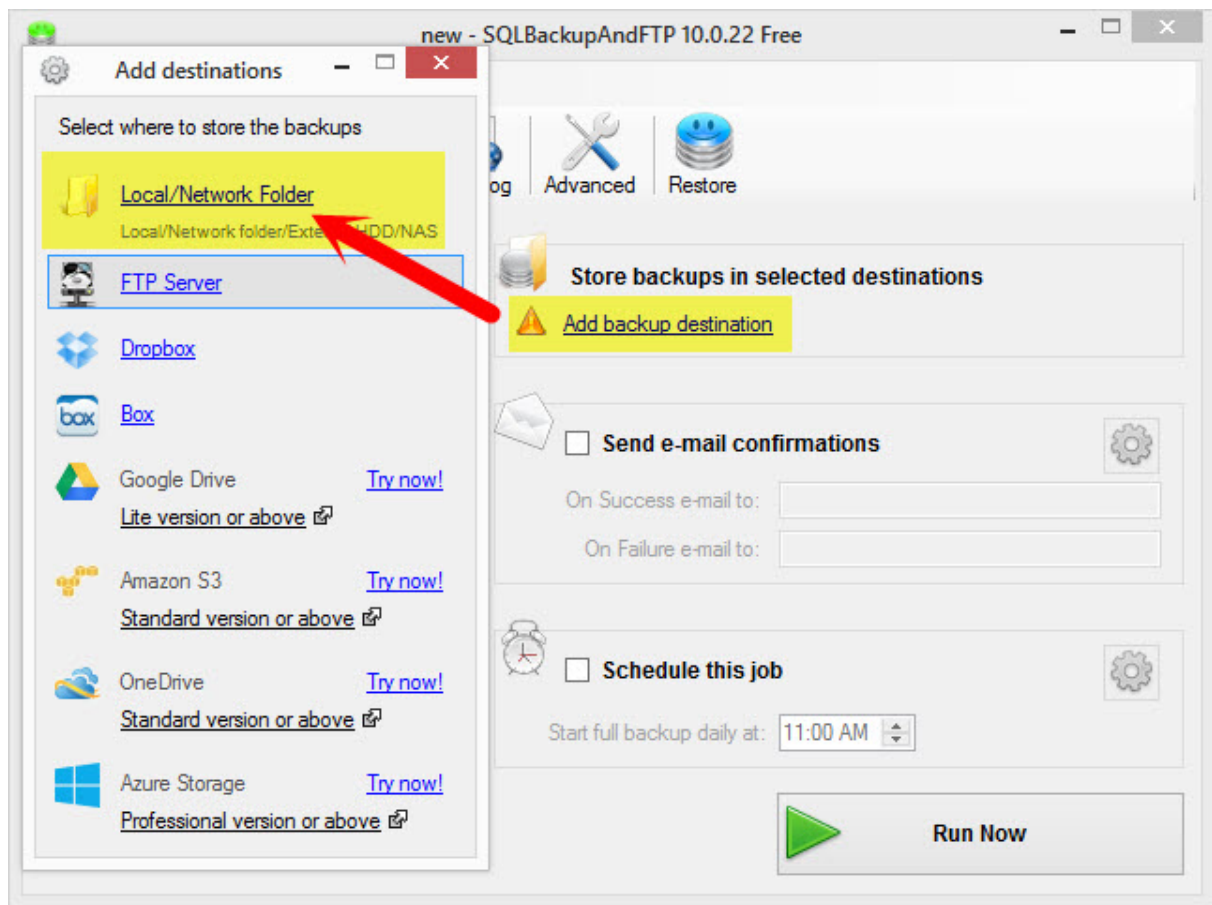 new - SQLBackupAndFTP 10.0.22 Free
Add destinations
Select where to store the backups
Local/Network Folder
Local/Network folder/Exte HDD/NAS
FTP Server
Dropbox
box
Box
Google Drive
Try now!
Lite version or above
Amazon S3
Try now!
Standard version or above
OneDrive
Try now!
Standard version or above
Azure Storage
Try now!
Professional version or above
og
Advanced
Restore
Store backups in selected destinations
Add backup destination
Send e-mail confirmations
On Success e-mail to:
On Failure e-mail to:
Schedule this job
Start full backup daily at:
11:00 AM
Run Now